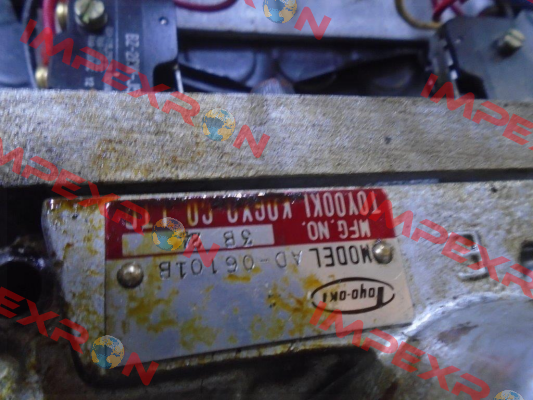 Toyo-OKI
MODEL AD-06101B
MFG.NO. 3B
TOYOOKI KOGYO CO.,LTD.
IMPEXRON